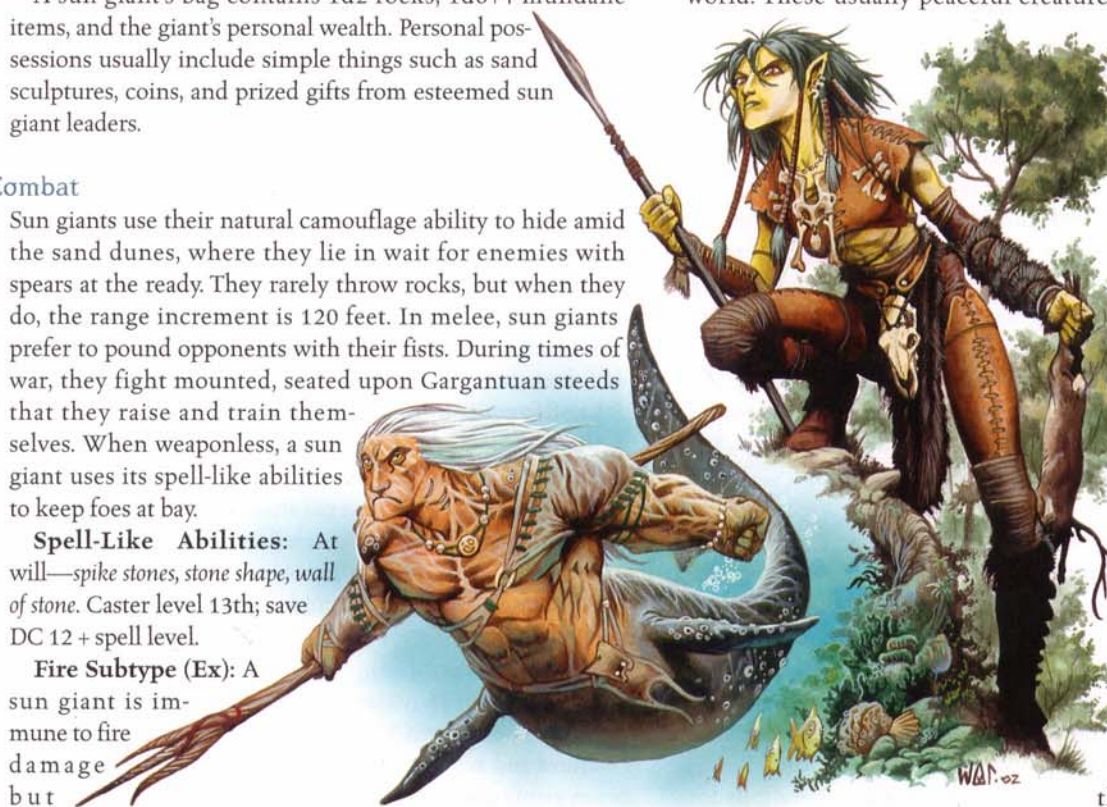 items, and the giant's personal wealth. Personal pos-
sessions usually include simple things such as sand
sculptures, coins, and prized gifts from esteemed sun
giant leaders.
Combat
Sun giants use their natural camouflage ability to hide amid
the sand dunes, where they lie in wait for enemies with
spears at the ready. They rarely throw rocks, but when they
do, the range increment is 120 feet. In melee, sun giants
prefer to pound opponents with their fists. During times of
war, they fight mounted, seated upon Gargantuan steeds
that they raise and train them-
selves. When weaponless, a sun
giant uses its spell-like abilities
to keep foes at bay.
Spell-Like Abilities: At
will—spike stones, stone shape, wall
of stone. Caster level 13th; save
DC 12 + spell level.
Fire Subtype (Ex): A
sun giant is im-
mune to fire
damage
but
world. These usually peaceful creature
t